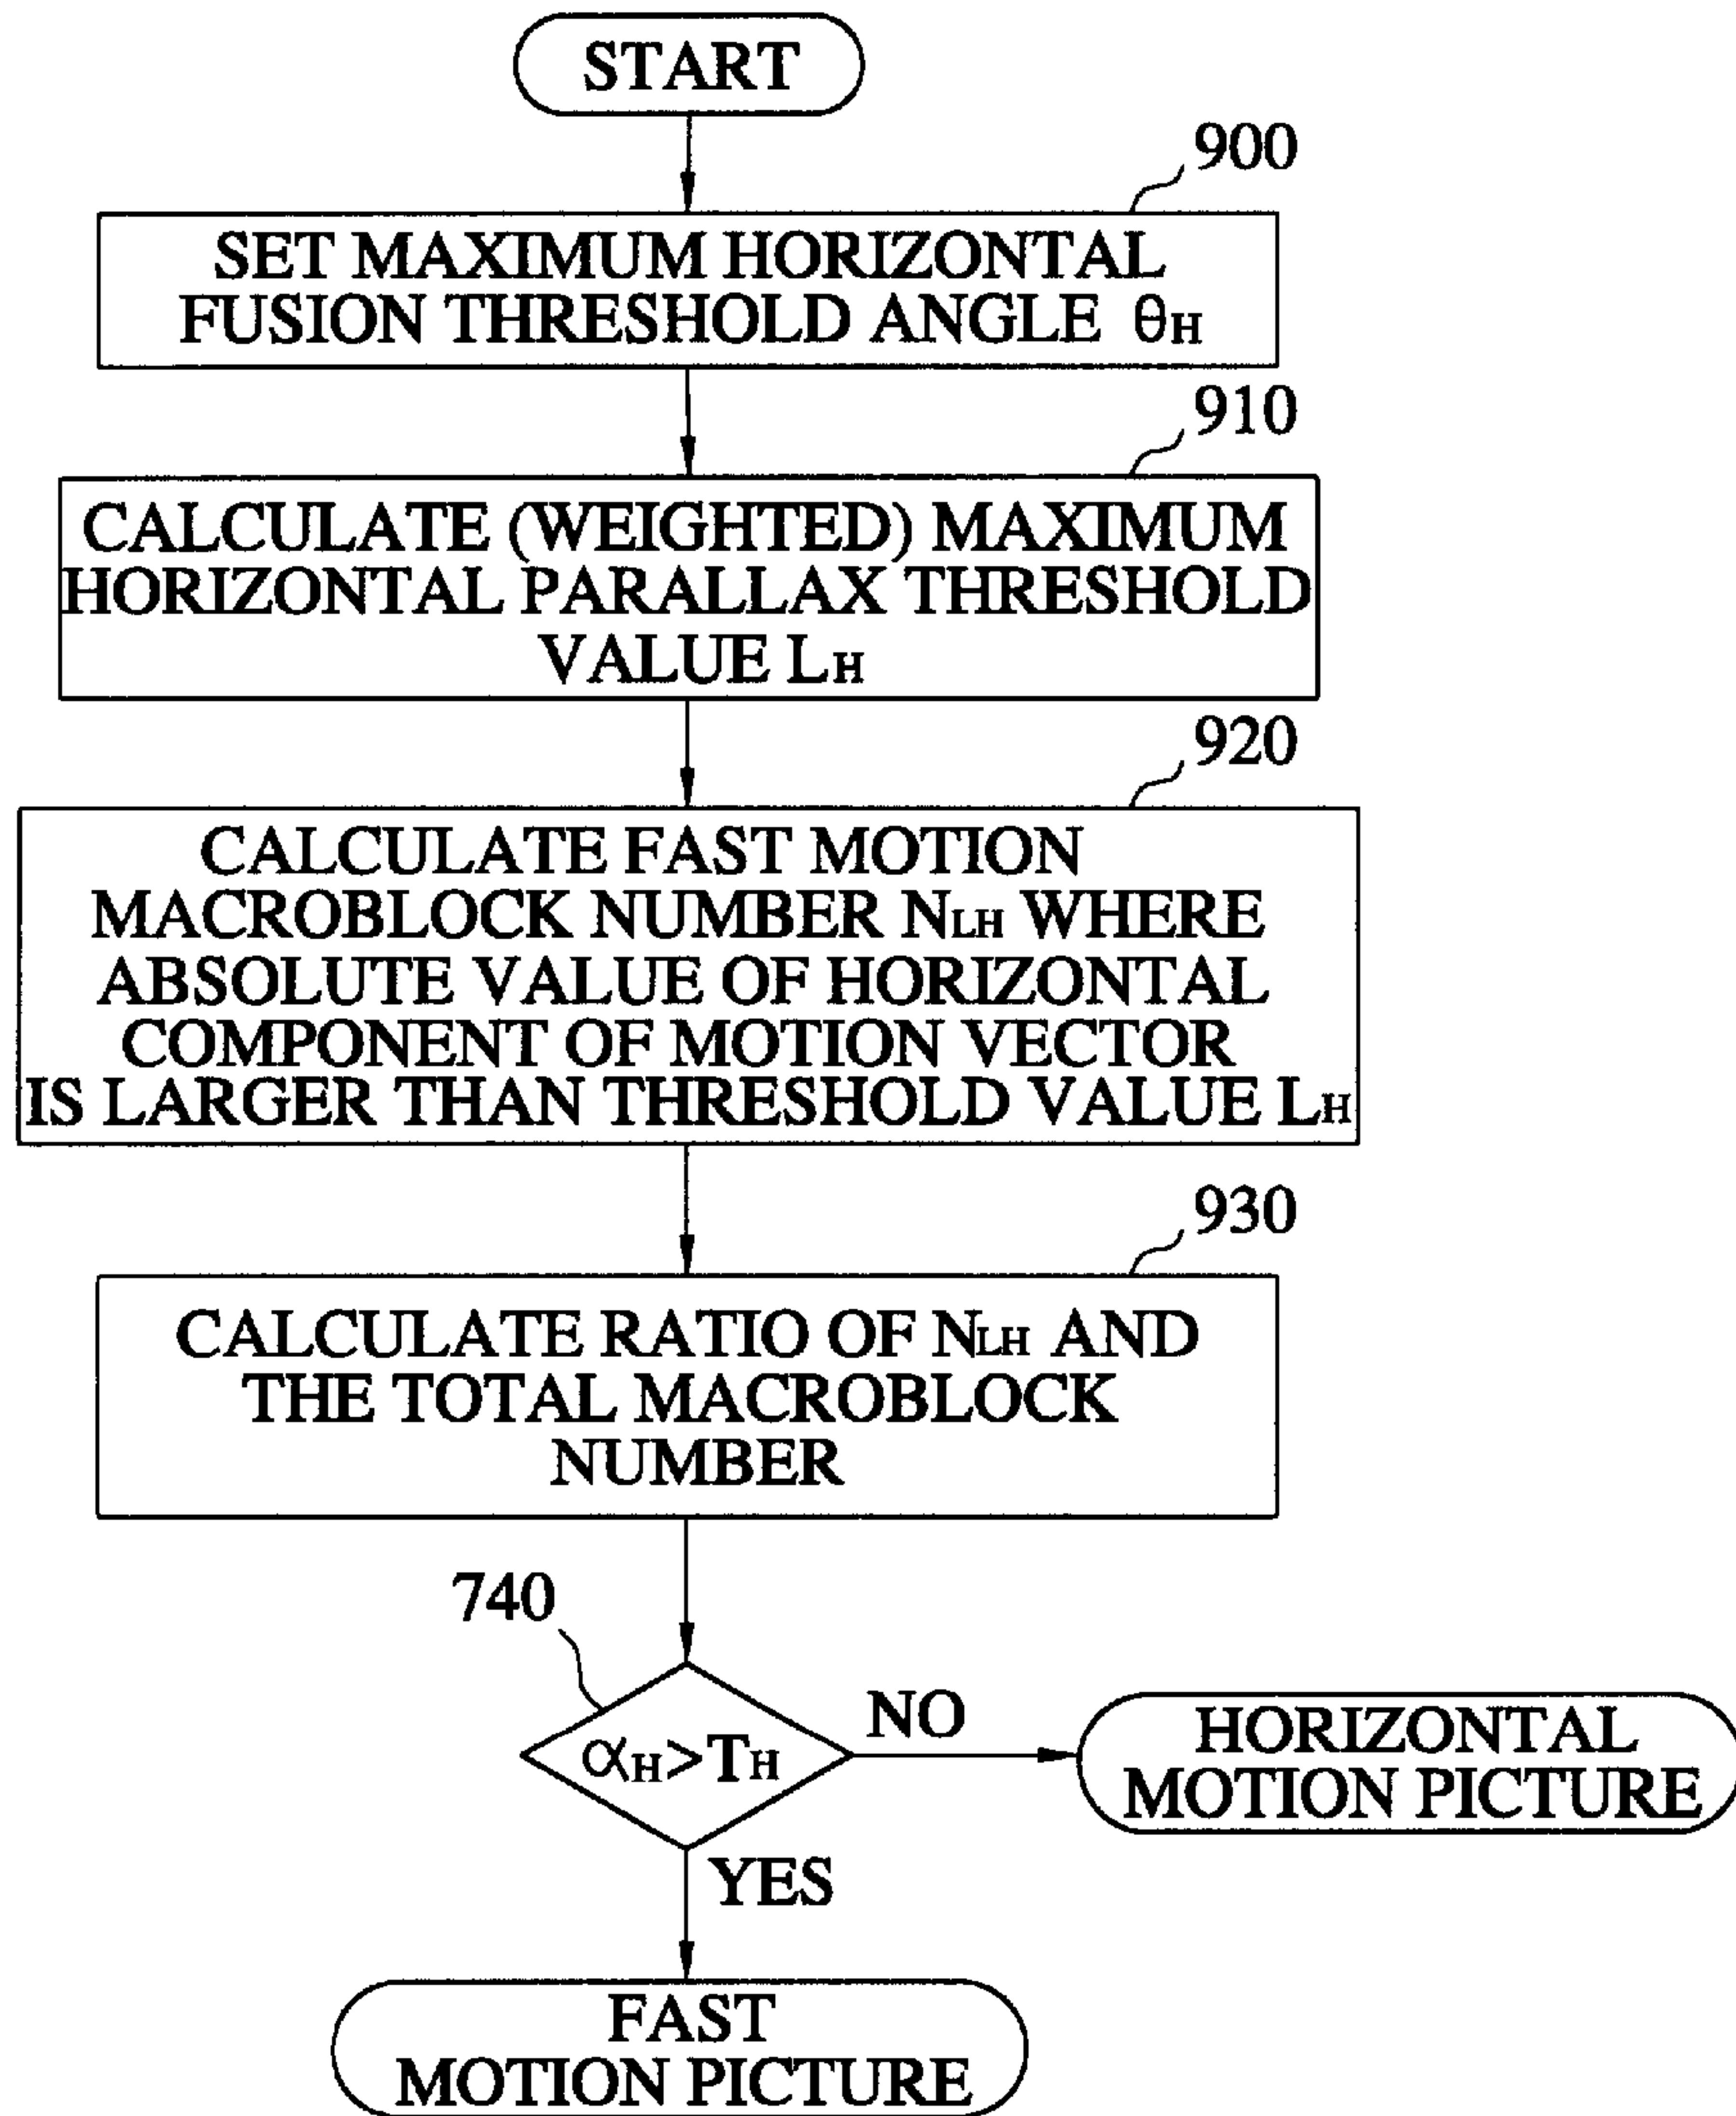 START
900
SET MAXIMUM HORIZONTAL
FUSION THRESHOLD ANGLE θH
910
CALCULATE (WEIGHTED) MAXIMUM
HORIZONTAL PARALLAX THRESHOLD
VALUE LH
920
CALCULATE FAST MOTION
MACROBLOCK NUMBER NLH WHERE
ABSOLUTE VALUE OF HORIZONTAL
COMPONENT OF MOTION VECTOR
IS LARGER THAN THRESHOLD VALUE LH
930
CALCULATE RATIO OF NLH AND
THE TOTAL MACROBLOCK
NUMBER
740
αH>TH
NO
HORIZONTAL
MOTION PICTURE
YES
FAST
MOTION PICTURE